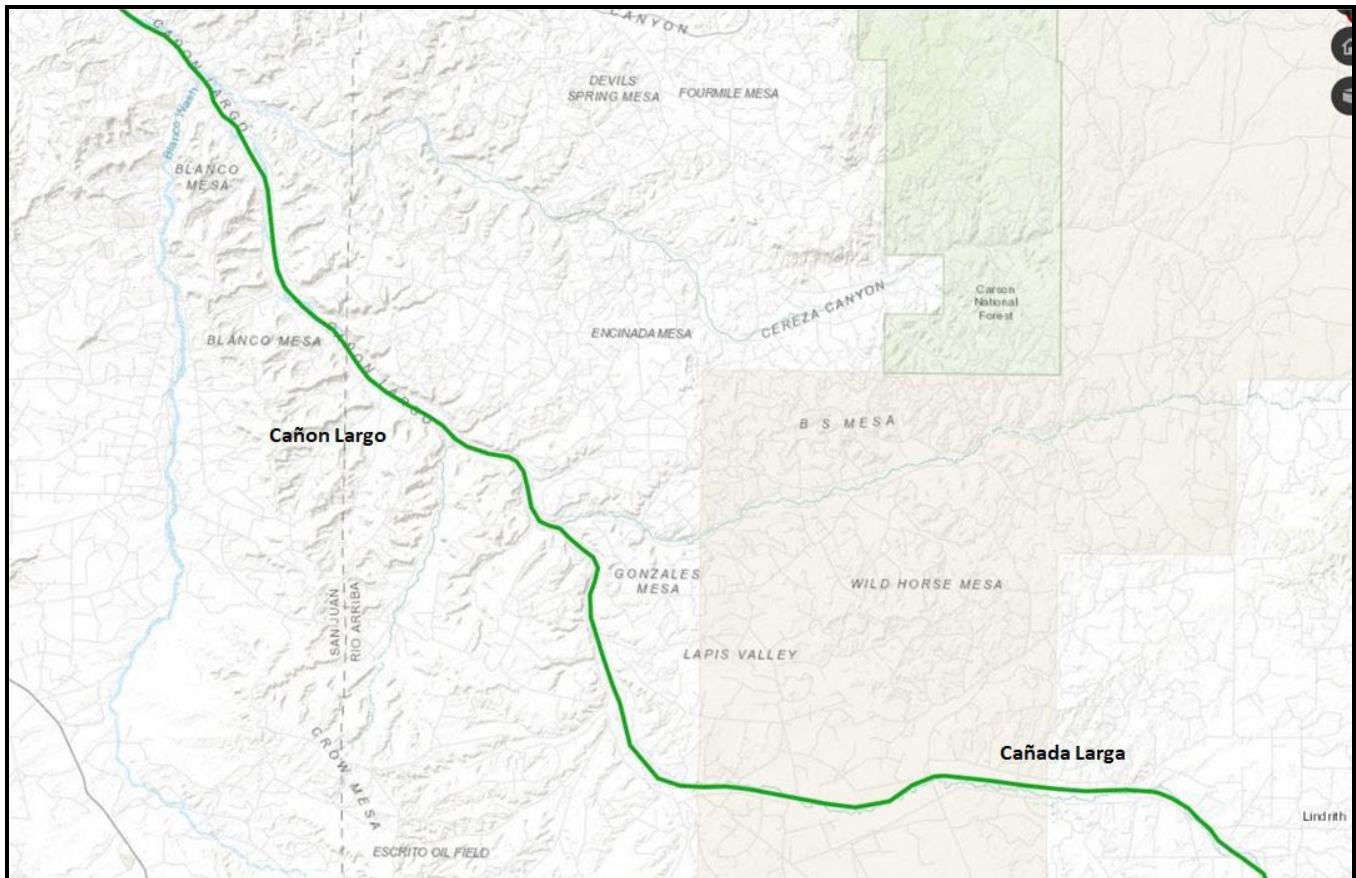 CANYON
CAÑON LARGO
DEVILS
SPRING MESA
FOURMILE MESA
Blanco Wash
BLANCO
MESA
Carson
National
Forest
CEREZA CANYON
ENCINADA MESA
BLANCO MESA
CAÑON LARGO
B S MESA
Cañon Largo
GONZALES
MESA
WILD HORSE MESA
SAN JUAN
RIO ARRIBA
LAPIS VALLEY
CROW MESA
Cañada Larga
Lindrith
ESCRITO OIL FIELD